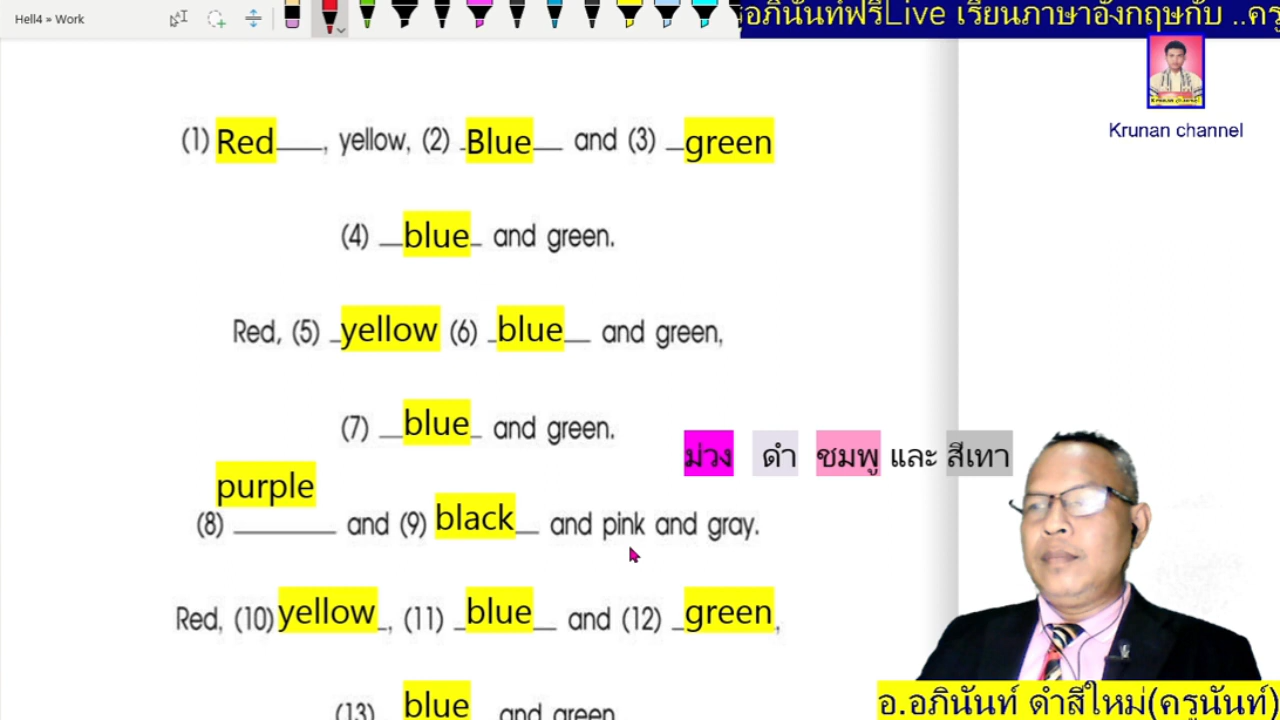 Hell4 » Work
อภินันท์ฟรีLive เรียนภาษาอังกฤษกับ ..คร
Krunan channel
(1) Red____, yellow, (2) _Blue__ and (3) _green
(4) __blue_ and green.
Red, (5) _yellow (6) _blue__ and green,
(7) __blue_ and green.
ม่วง ดำ ชมพู และ สีเทา
purple
(8) ________ and (9) black__ and pink and gray.
Red, (10) yellow_, (11) _blue__ and (12) _green,
(13) blue and green
อ.อภินันท์ ดำสีใหม่(ครูนันท์)